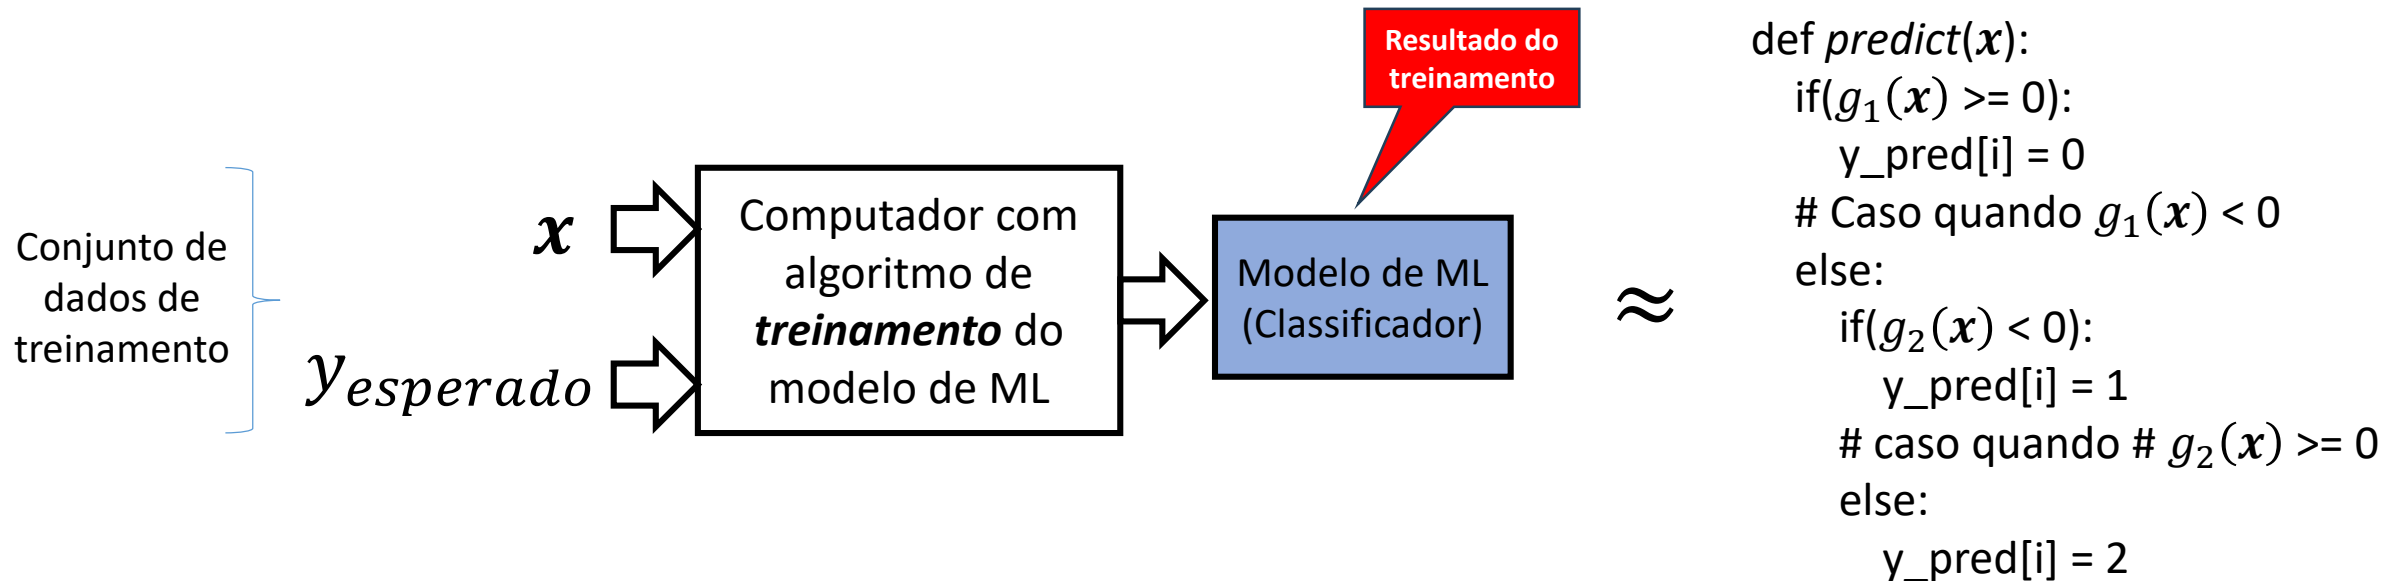 Conjunto de
dados de
treinamento
x
y_esperado
Computador com
algoritmo de
treinamento do
modelo de ML
Resultado do
treinamento
Modelo de ML
(Classificador)
≈
def predict(x):
if(g₁(x) >= 0):
y_pred[i] = 0
# Caso quando g₁(x) < 0
else:
if(g₂(x) < 0):
y_pred[i] = 1
# caso quando # g₂(x) >= 0
else:
y_pred[i] = 2